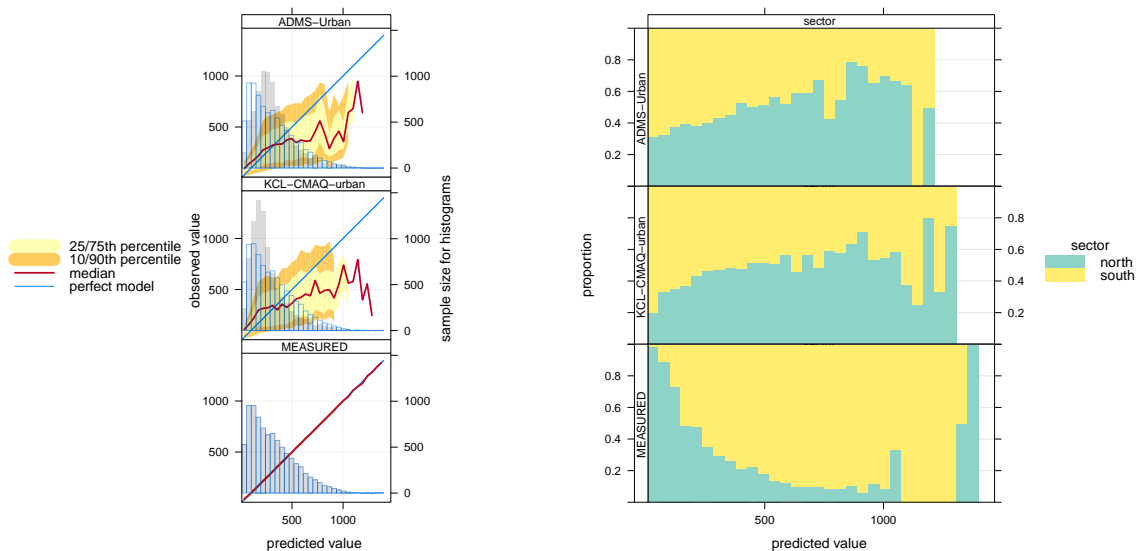 ADMS−Urban
1000
500
1000
500
0
KCL−CMAQ−urban
1000
500
1000
500
0
MEASURED
1000
500
1000
500
0
500
1000
observed value
sample size for histograms
predicted value
25/75th percentile
10/90th percentile
median
perfect model
sector
ADMS−Urban
0.8
0.6
0.4
0.2
KCL−CMAQ−urban
0.8
0.6
0.4
0.2
MEASURED
0.8
0.6
0.4
0.2
500
1000
proportion
predicted value
sector
north
south